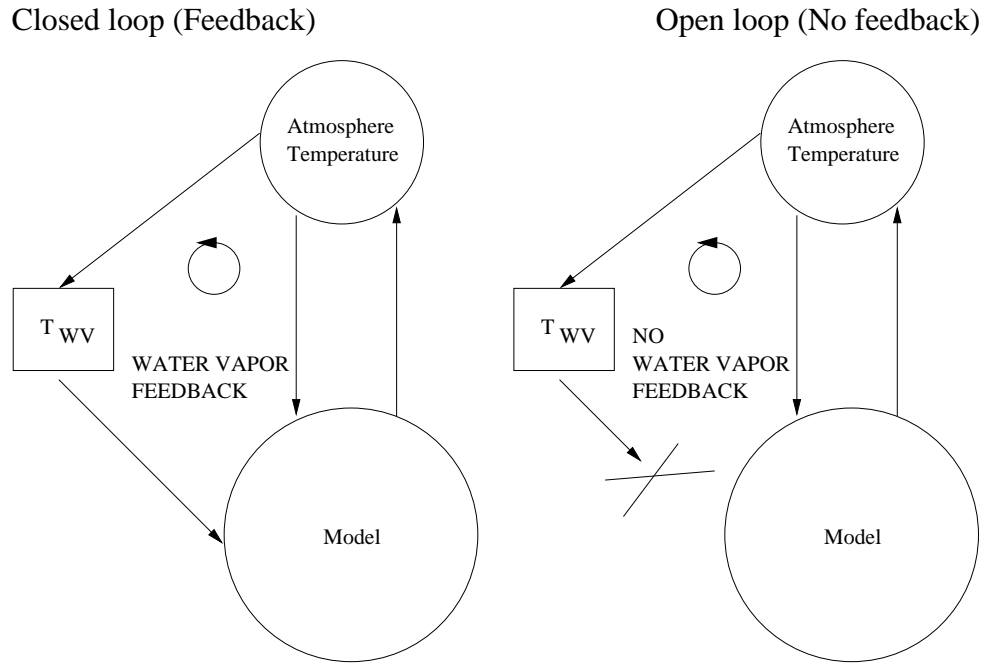 Closed loop (Feedback)
Open loop (No feedback)
Atmosphere
Temperature
T WV
WATER VAPOR
FEEDBACK
Model
Atmosphere
Temperature
T WV
NO
WATER VAPOR
FEEDBACK
Model